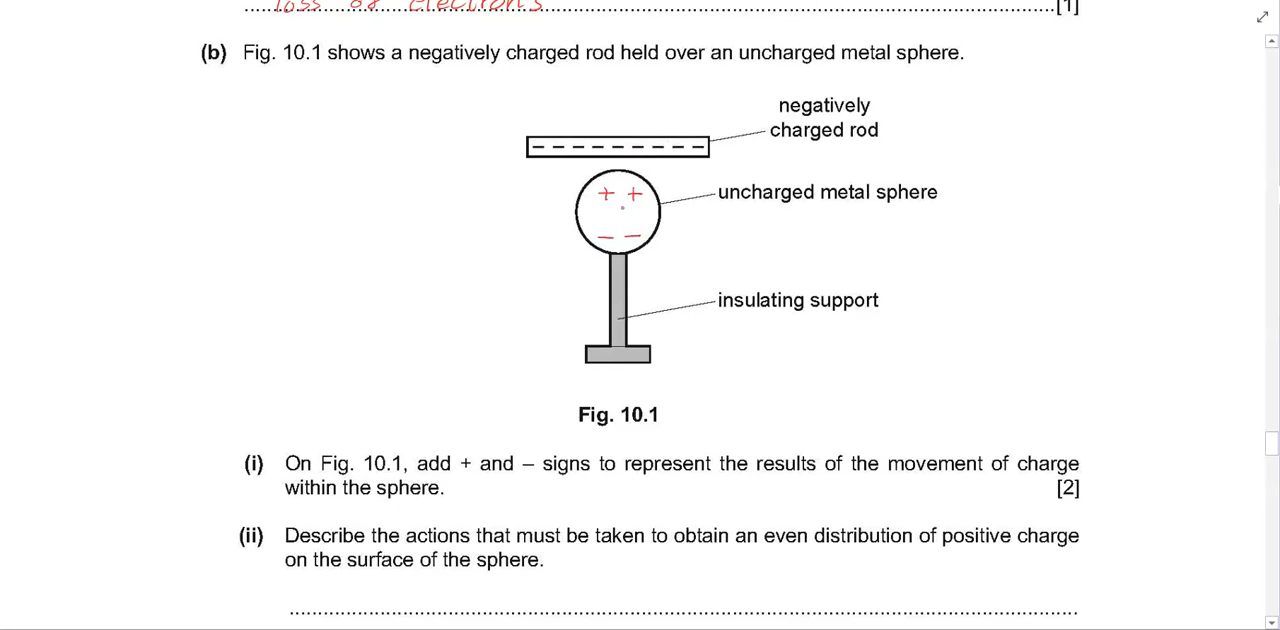 loss of electrons [1]
(b) Fig. 10.1 shows a negatively charged rod held over an uncharged metal sphere.
negatively
charged rod
– – – – – – – – –
uncharged metal sphere
+ +
– –
insulating support
Fig. 10.1
(i) On Fig. 10.1, add + and – signs to represent the results of the movement of charge
within the sphere. [2]
(ii) Describe the actions that must be taken to obtain an even distribution of positive charge
on the surface of the sphere.